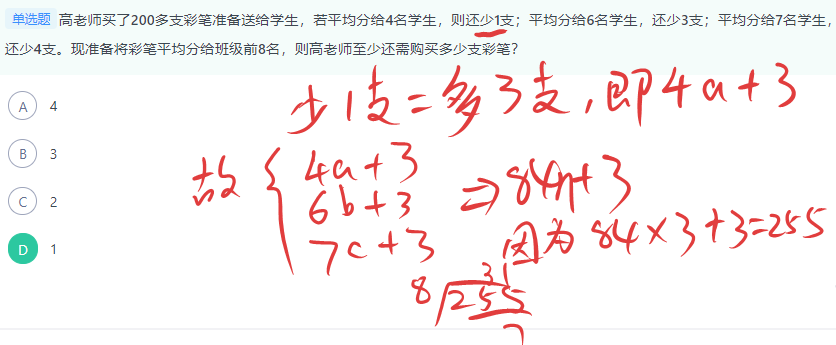 单选题 高老师买了200多支彩笔准备送给学生，若平均分给4名学生，则还少1支；平均分给6名学生，还少3支；平均分给7名学生，
还少4支。现准备将彩笔平均分给班级前8名，则高老师至少还需购买多少支彩笔？
A 4
B 3
C 2
D 1
少1支=多3支，即4a+3
故 { 4a+3
6b+3 ⇒ 84n+3
7c+3 因为 84×3+3=255
31
8 255
7